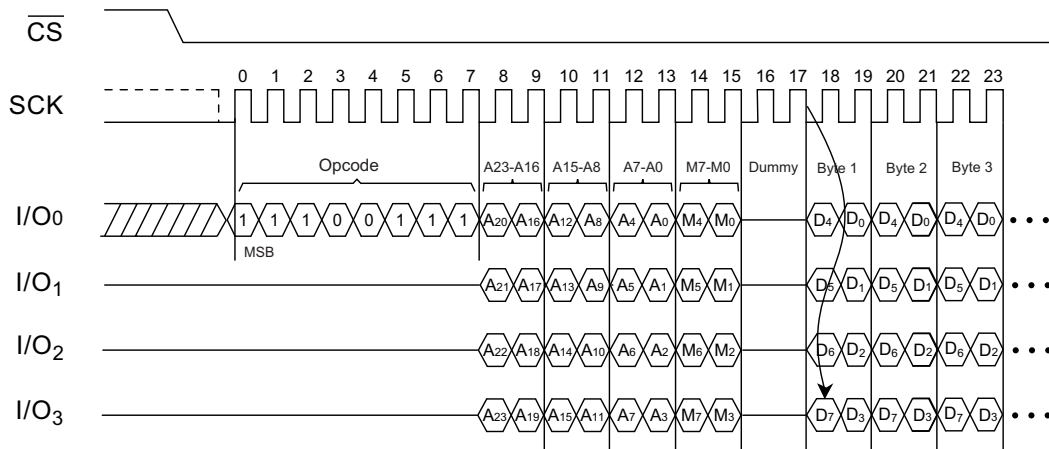 CS
0 1 2 3 4 5 6 7 8 9 10 11 12 13 14 15 16 17 18 19 20 21 22 23
SCK
Opcode A23-A16 A15-A8 A7-A0 M7-M0 Dummy Byte 1 Byte 2 Byte 3
I/O0 1 1 1 0 0 1 1 1 A20 A16 A12 A8 A4 A0 M4 M0 D4 D0 D4 D0 D4 D0 • • •
MSB
I/O1 A21 A17 A13 A9 A5 A1 M5 M1 D5 D1 D5 D1 D5 D1 • • •
I/O2 A22 A18 A14 A10 A6 A2 M6 M2 D6 D2 D6 D2 D6 D2 • • •
I/O3 A23 A19 A15 A11 A7 A3 M7 M3 D7 D3 D7 D3 D7 D3 • • •